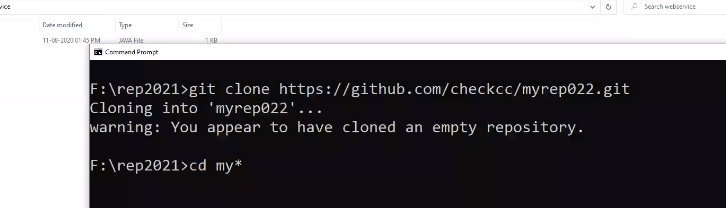 vice
Search webservice
Date modified Type Size
11-08-2020 01:45 PM JAVA File 1 KB
Command Prompt
F:\rep2021>git clone https://github.com/checkcc/myrep022.git
Cloning into 'myrep022'...
warning: You appear to have cloned an empty repository.
F:\rep2021>cd my*